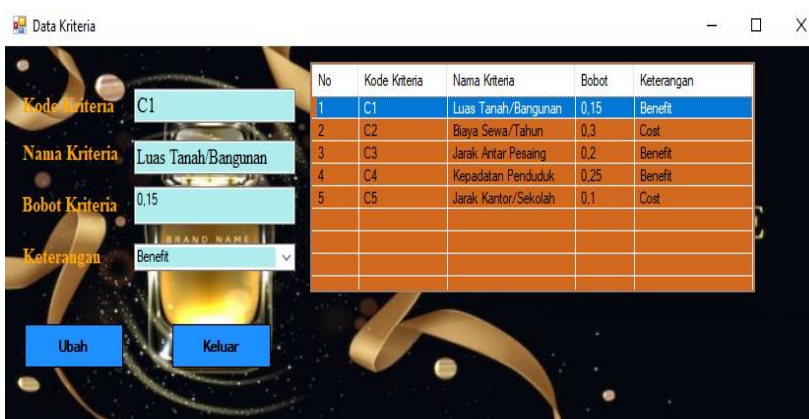 Data Kriteria
Kode Kriteria C1
Nama Kriteria Luas Tanah/Bangunan
Bobot Kriteria 0,15
BRAND NAME
Keterangan Benefit
Ubah Keluar
No Kode Kriteria Nama Kriteria Bobot Keterangan
1 C1 Luas Tanah/Bangunan 0,15 Benefit
2 C2 Biaya Sewa/Tahun 0,3 Cost
3 C3 Jarak Antar Pesaing 0,2 Benefit
4 C4 Kepadatan Penduduk 0,25 Benefit
5 C5 Jarak Kantor/Sekolah 0,1 Cost